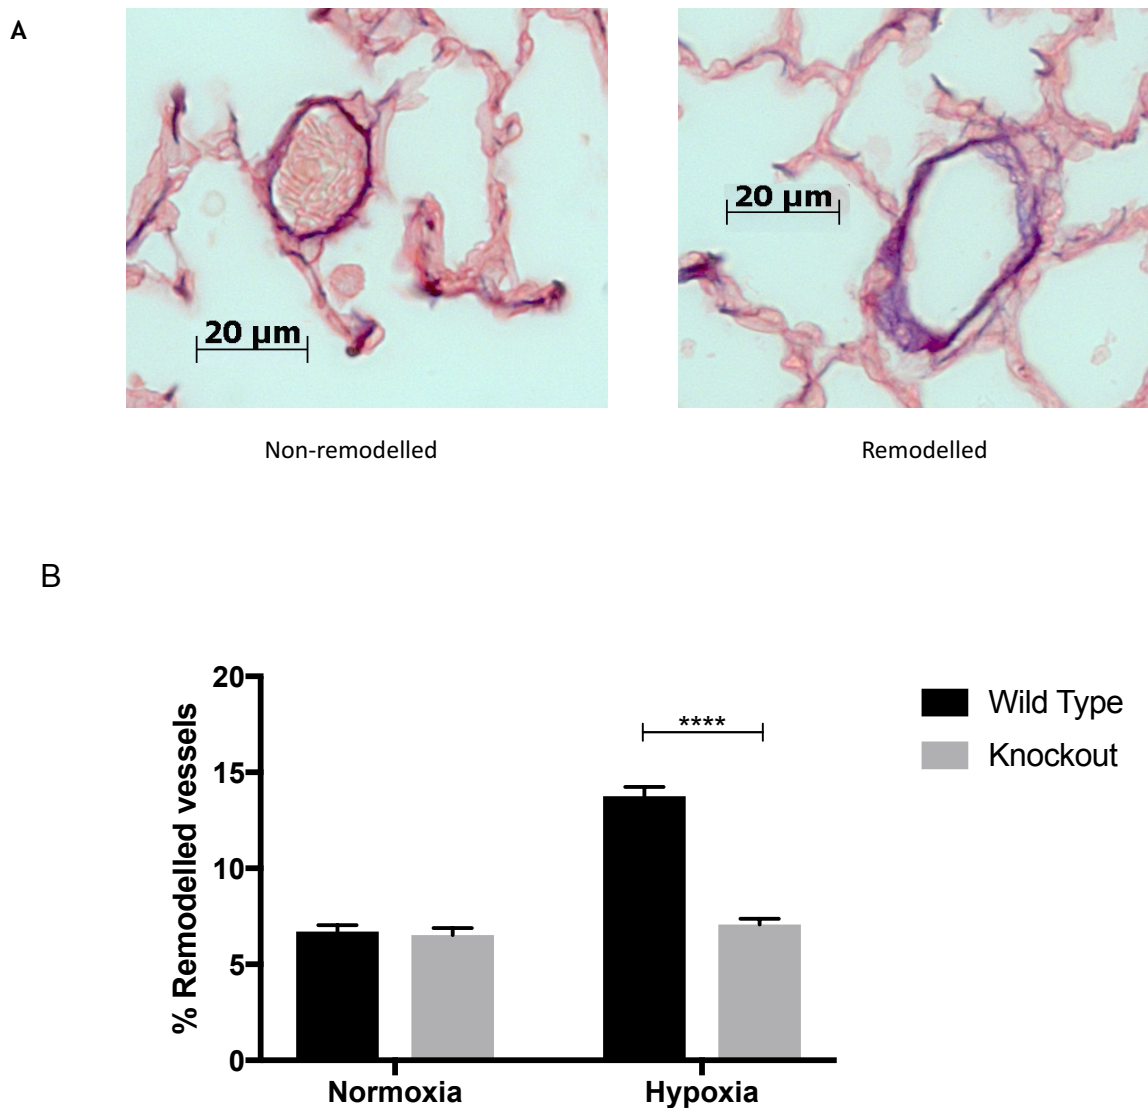 A
20 μm
20 μm
Non-remodelled
Remodelled
B
% Remodelled vessels
20
15
10
5
0
****
Wild Type
Knockout
Normoxia
Hypoxia